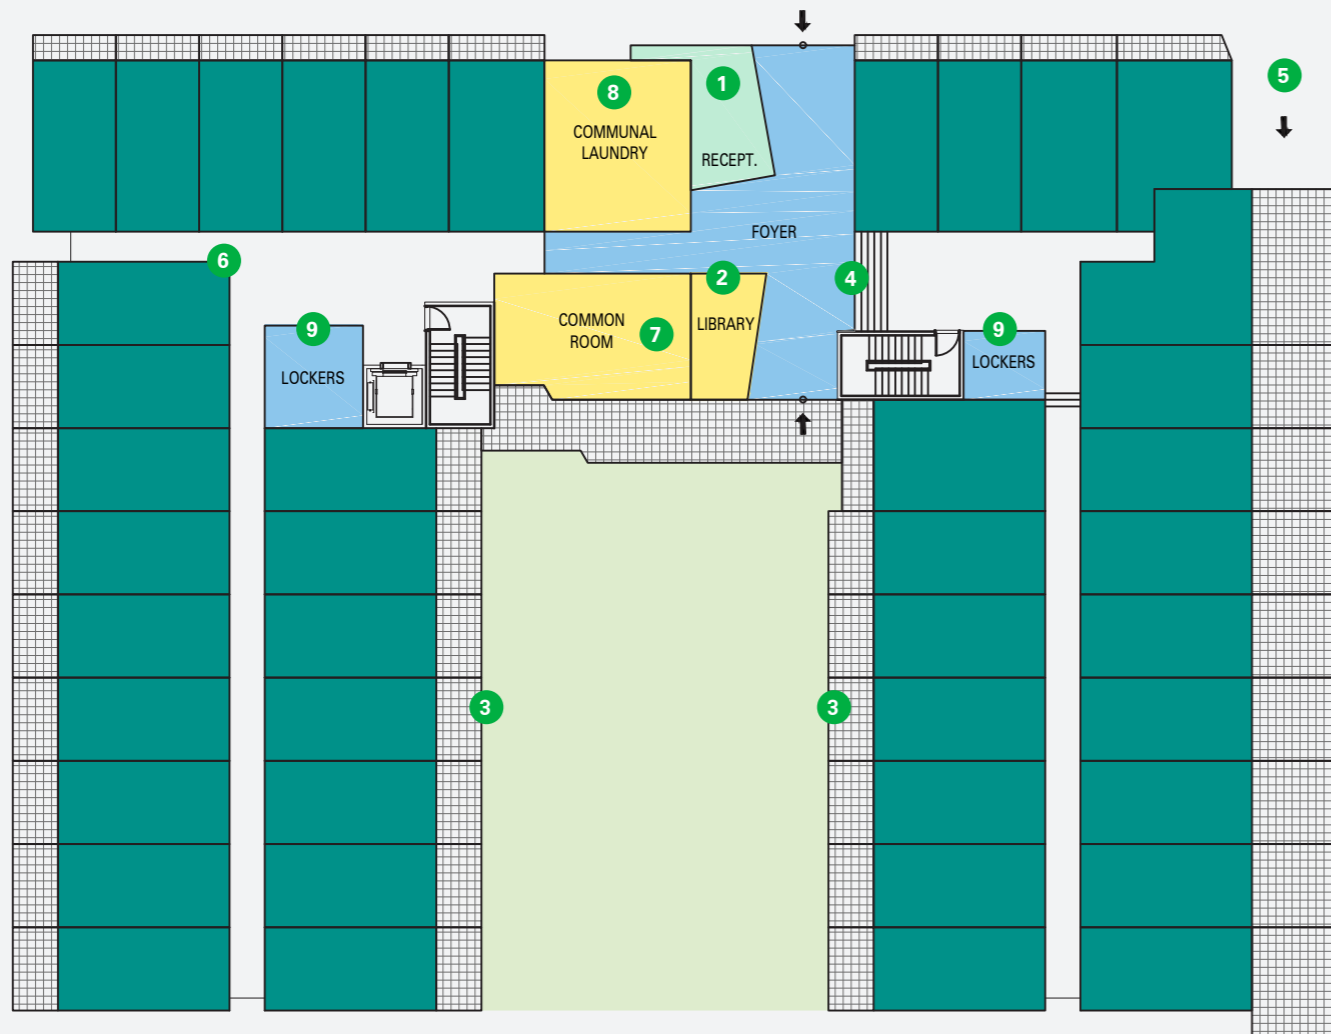 1
5
8
COMMUNAL
LAUNDRY
RECEPT.
FOYER
6
2
4
COMMON
ROOM
7
LIBRARY
9
LOCKERS
9
LOCKERS
3
3